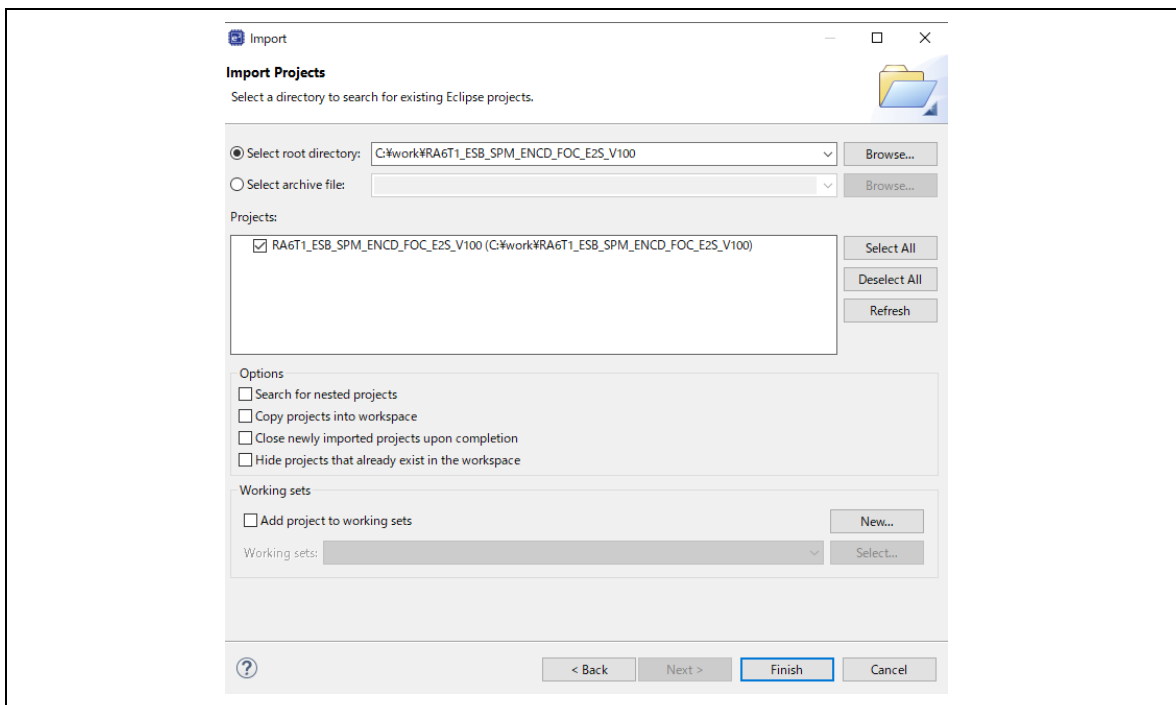 Import
Import Projects
Select a directory to search for existing Eclipse projects.
Select root directory: C:¥work¥RA6T1_ESB_SPM_ENCD_FOC_E2S_V100 Browse...
Select archive file: Browse...
Projects:
RA6T1_ESB_SPM_ENCD_FOC_E2S_V100 (C:¥work¥RA6T1_ESB_SPM_ENCD_FOC_E2S_V100)
Select All
Deselect All
Refresh
Options
Search for nested projects
Copy projects into workspace
Close newly imported projects upon completion
Hide projects that already exist in the workspace
Working sets
Add project to working sets New...
Working sets: Select...
? < Back Next > Finish Cancel